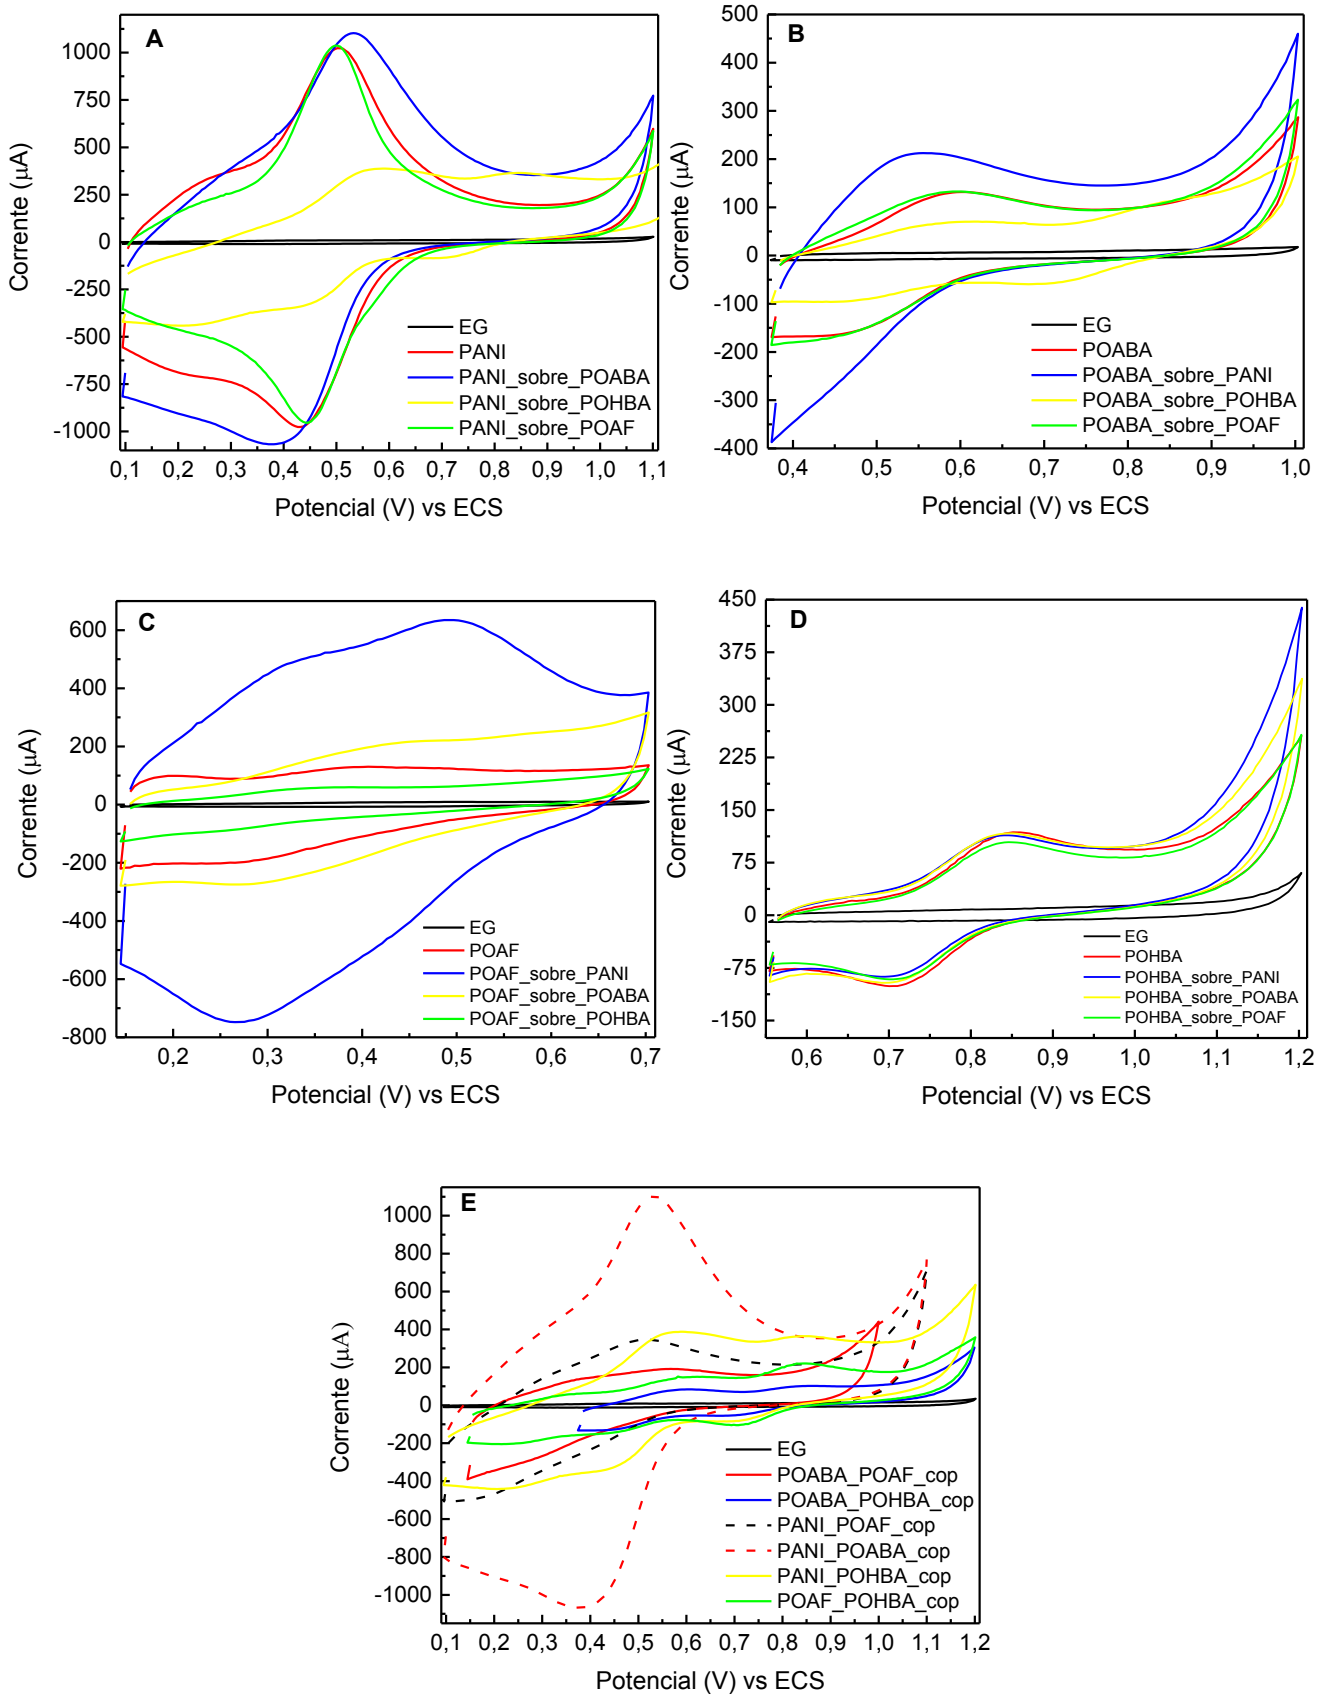 A
Corrente (µA)
1000
750
500
250
0
-250
-500
-750
-1000
EG
PANI
PANI_sobre_POABA
PANI_sobre_POHBA
PANI_sobre_POAF
0,1 0,2 0,3 0,4 0,5 0,6 0,7 0,8 0,9 1,0 1,1
Potencial (V) vs ECS
B
Corrente (µA)
500
450
400
300
200
100
0
-100
-200
-300
-400
EG
POABA
POABA_sobre_PANI
POABA_sobre_POHBA
POABA_sobre_POAF
0,4 0,5 0,6 0,7 0,8 0,9 1,0
Potencial (V) vs ECS
C
Corrente (µA)
600
400
200
0
-200
-400
-600
-800
EG
POAF
POAF_sobre_PANI
POAF_sobre_POABA
POAF_sobre_POHBA
0,2 0,3 0,4 0,5 0,6 0,7
Potencial (V) vs ECS
D
Corrente (µA)
450
375
300
225
150
75
0
-75
-150
EG
POHBA
POHBA_sobre_PANI
POHBA_sobre_POABA
POHBA_sobre_POAF
0,6 0,7 0,8 0,9 1,0 1,1 1,2
Potencial (V) vs ECS
E
Corrente (µA)
1000
800
600
400
200
0
-200
-400
-600
-800
-1000
EG
POABA_POAF_cop
POABA_POHBA_cop
PANI_POAF_cop
PANI_POABA_cop
PANI_POHBA_cop
POAF_POHBA_cop
0,1 0,2 0,3 0,4 0,5 0,6 0,7 0,8 0,9 1,0 1,1 1,2
Potencial (V) vs ECS